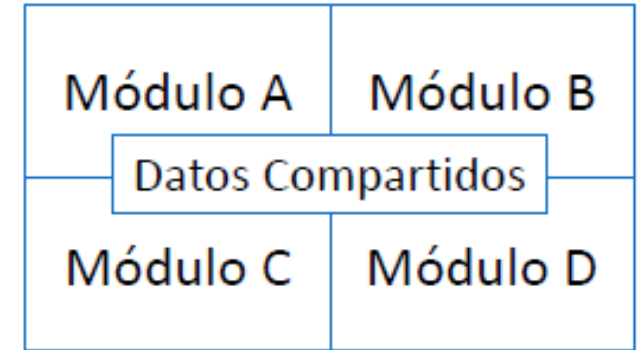 Módulo A
Módulo B
Datos Compartidos
Módulo C
Módulo D